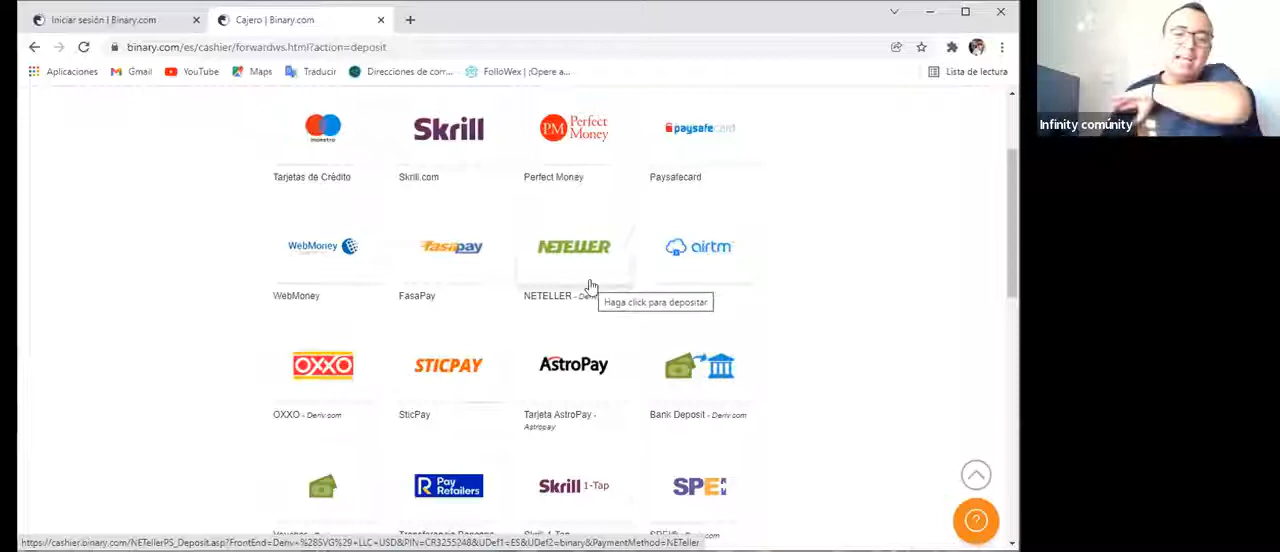 Iniciar sesión | Binary.com
Cajero | Binary.com
binary.com/es/cashier/forwardws.html?action=deposit
Aplicaciones
Gmail
YouTube
Maps
Traducir
Direcciones de corr...
FolloWex | ¡Opere a...
Lista de lectura
Infinity comúnity
maestro
Skrill
PM Perfect Money
paysafecard
Tarjetas de Crédito
Skrill.com
Perfect Money
Paysafecard
WebMoney
fasapay
NETELLER
airtm
WebMoney
FasaPay
NETELLER -
Haga click para depositar
OXXO
STICPAY
AstroPay
OXXO - Deriv.com
SticPay
Tarjeta AstroPay -
Astropay
Bank Deposit - Deriv.com
Pay Retailers
Skrill 1-Tap
SPEI
https://cashier.binary.com/NETellerPS_Deposit.asp?FrontEnd=Deriv+%28SVG%29+LLC+USD&PIN=CR3255248&UDef1=ES&UDef2=binary&PaymentMethod=NETeller